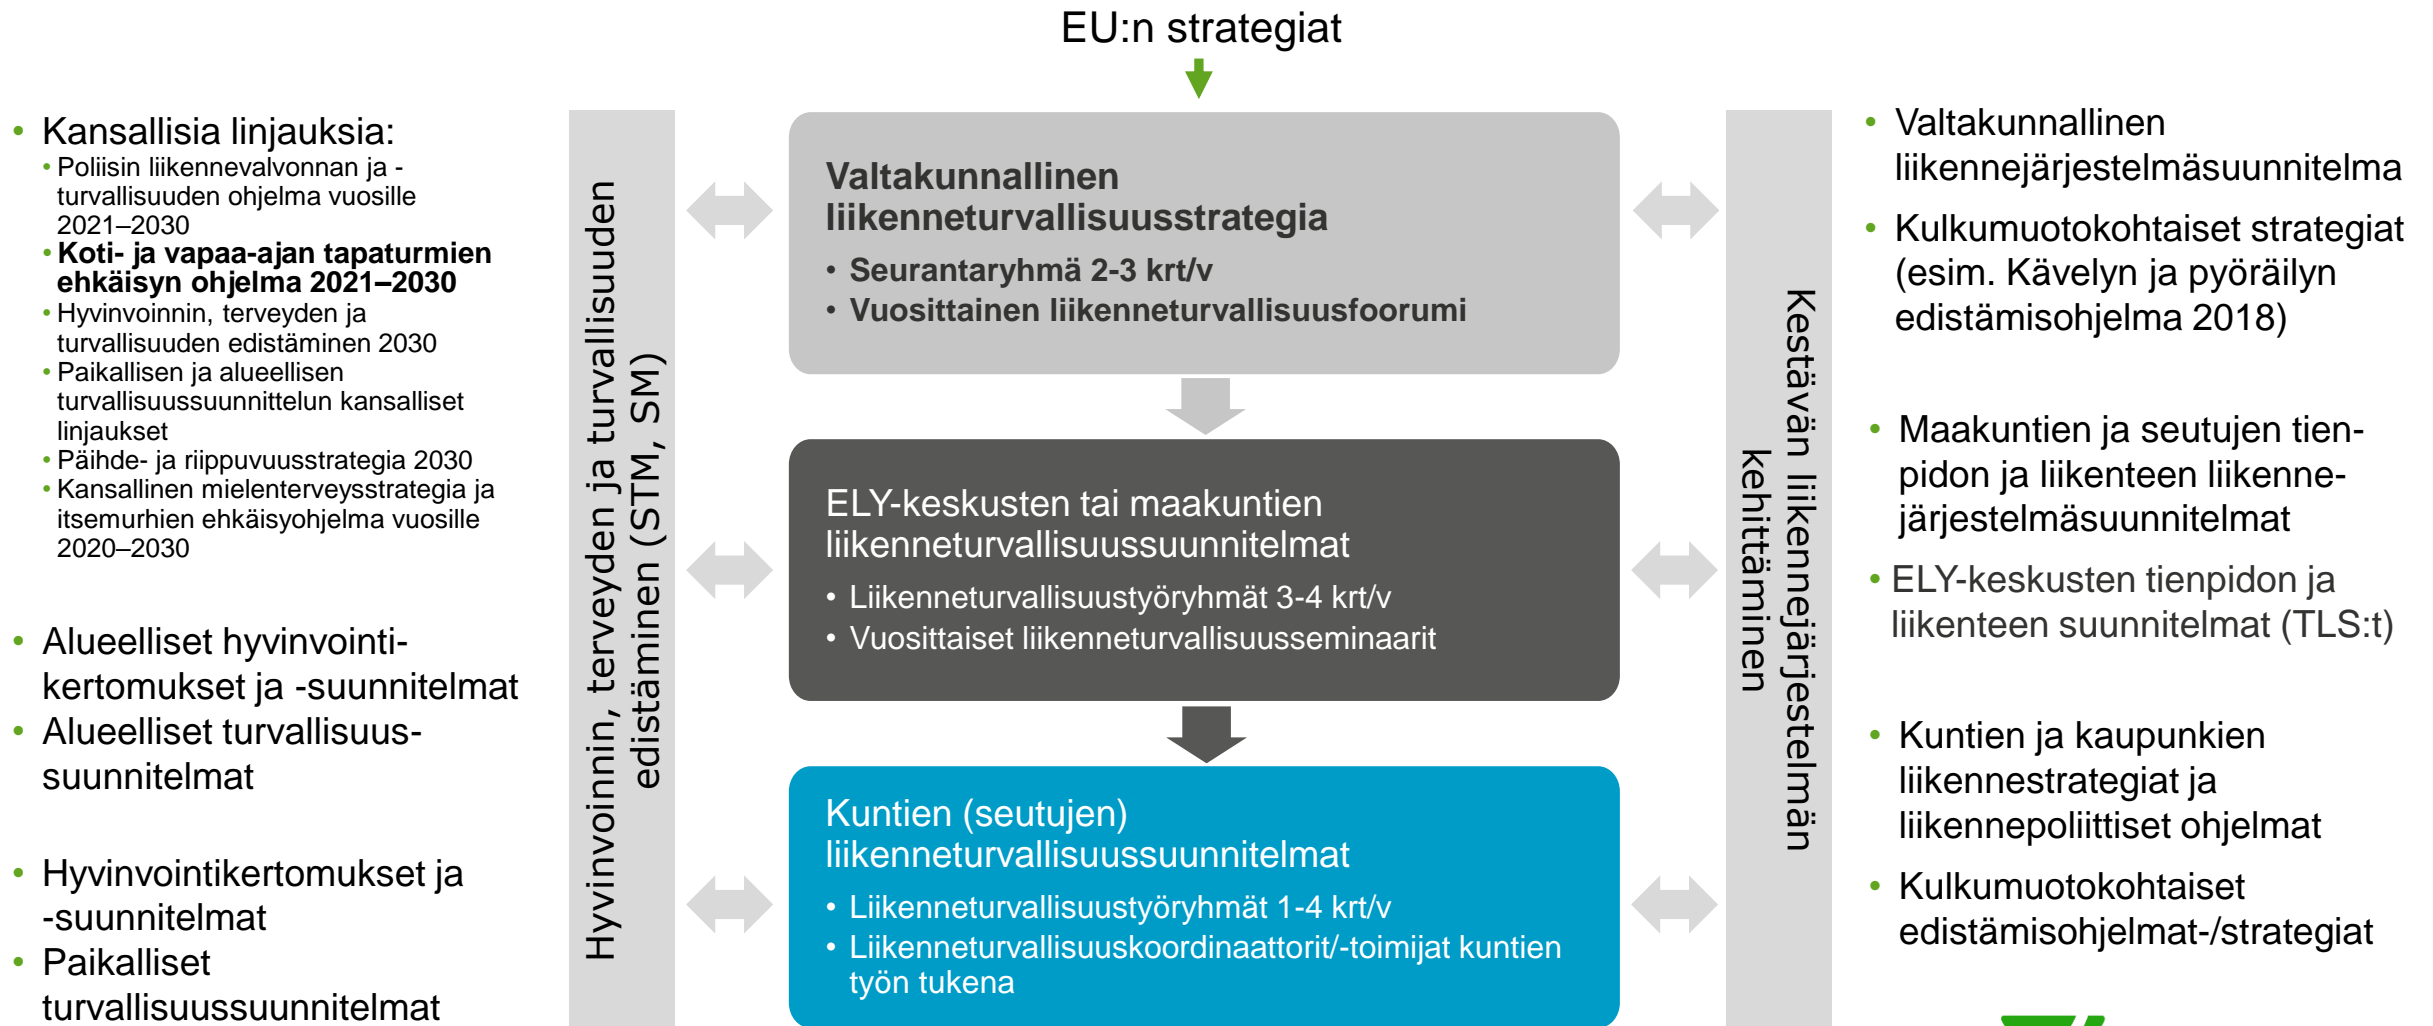 EU:n strategiat
• Kansallisia linjauksia:
• Poliisin liikennevalvonnan ja -
turvallisuuden ohjelma vuosille
2021–2030
• Koti- ja vapaa-ajan tapaturmien
ehkäisyn ohjelma 2021–2030
• Hyvinvoinnin, terveyden ja
turvallisuuden edistäminen 2030
• Paikallisen ja alueellisen
turvallisuussuunnittelun kansalliset
linjaukset
• Päihde- ja riippuvuusstrategia 2030
• Kansallinen mielenterveysstrategia ja
itsemurhien ehkäisyohjelma vuosille
2020–2030
• Alueelliset hyvinvointi-
kertomukset ja -suunnitelmat
• Alueelliset turvallisuus-
suunnitelmat
• Hyvinvointikertomukset ja
-suunnitelmat
• Paikalliset
turvallisuussuunnitelmat
Hyvinvoinnin, terveyden ja turvallisuuden
epistäminen (STM, SM)
Valtakunnallinen
liikenneturvallisuusstrategia
• Seurantaryhmä 2-3 krt/v
• Vuosittainen liikenneturvallisuusfoorumi
ELY-keskusten tai maakuntien
liikenneturvallisuussuunnitelmat
• Liikenneturvallisuustyöryhmät 3-4 krt/v
• Vuosittaiset liikenneturvallisuusseminaarit
Kuntien (seutujen)
liikenneturvallisuussuunnitelmat
• Liikenneturvallisuustyöryhmät 1-4 krt/v
• Liikenneturvallisuuskoordinaattorit/-toimijat kuntien
työn tukena
Kestävän liikennejärjestelmän
kehittäminen
• Valtakunnallinen
liikennejärjestelmäsuunnitelma
• Kulkumuotokohtaiset strategiat
(esim. Kävelyn ja pyöräilyn
edistämisohjelma 2018)
• Maakuntien ja seutujen tien-
pidon ja liikenteen liikenne-
järjestelmäsuunnitelmat
• ELY-keskusten tienpidon ja
liikenteen suunnitelmat (TLS:t)
• Kuntien ja kaupunkien
liikennestrategiat ja
liikennepoliittiset ohjelmat
• Kulkumuotokohtaiset
edistämisohjelmat-/strategiat